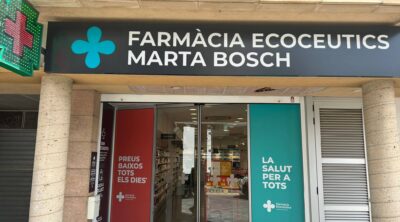 FARMÀCIA ECOCEUTICS
MARTA BOSCH
PREUS
BAIXOS
TOTS
ELS DIES*
LA
SALUT
PER A
TOTS